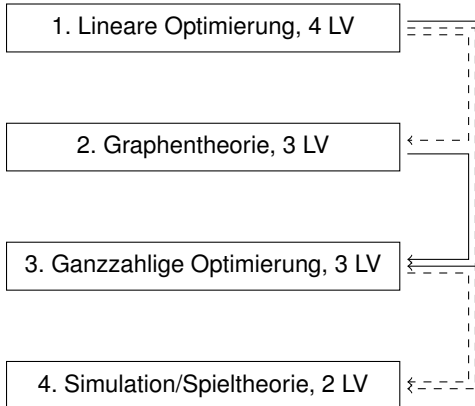 1. Lineare Optimierung, 4 LV
2. Graphentheorie, 3 LV
3. Ganzzahlige Optimierung, 3 LV
4. Simulation/Spieltheorie, 2 LV